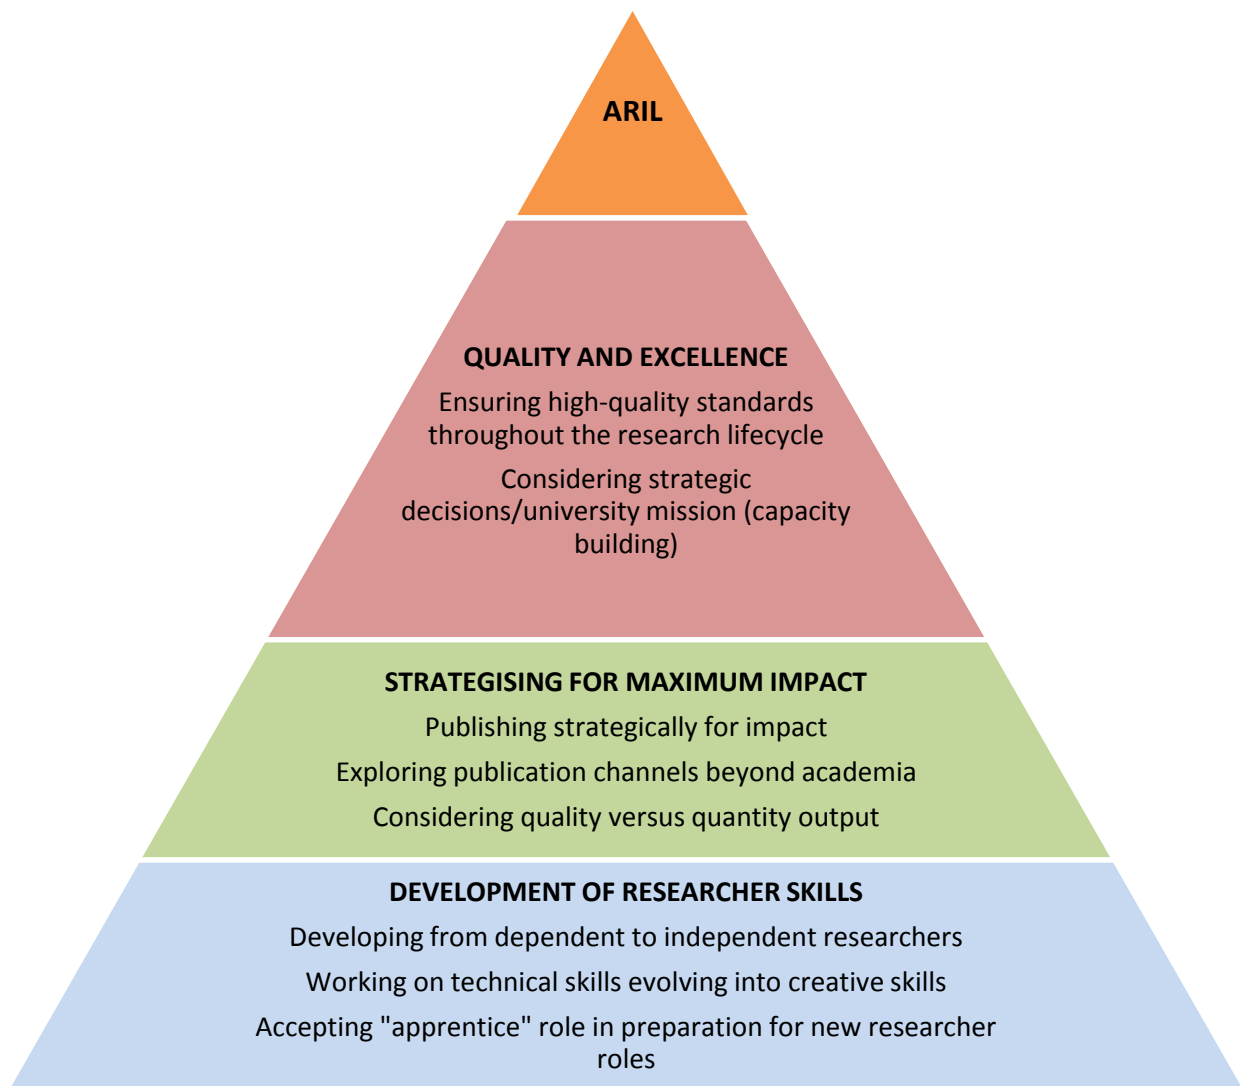 ARIL
QUALITY AND EXCELLENCE
Ensuring high-quality standards
throughout the research lifecycle
Considering strategic
decisions/university mission (capacity
building)
STRATEGISING FOR MAXIMUM IMPACT
Publishing strategically for impact
Exploring publication channels beyond academia
Considering quality versus quantity output
DEVELOPMENT OF RESEARCHER SKILLS
Developing from dependent to independent researchers
Working on technical skills evolving into creative skills
Accepting "apprentice" role in preparation for new researcher
roles